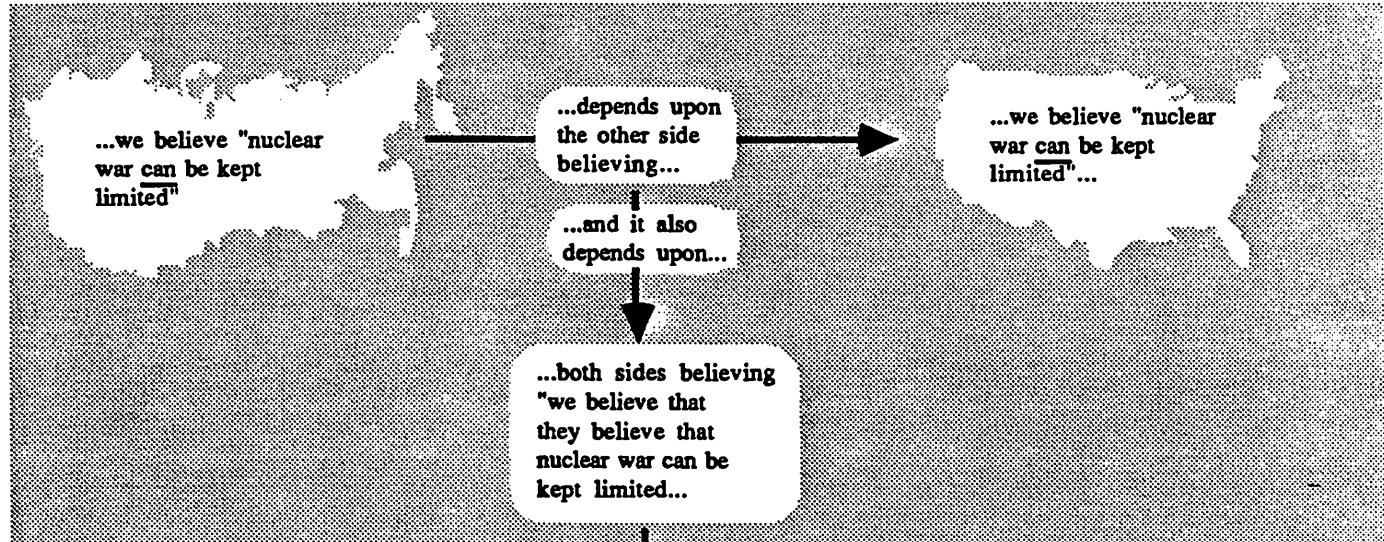 ...we believe "nuclear
war can be kept
limited"
...depends upon
the other side
believing...
...we believe "nuclear
war can be kept
limited"...
...and it also
depends upon...
...both sides believing
"we believe that
they believe that
nuclear war can be
kept limited...